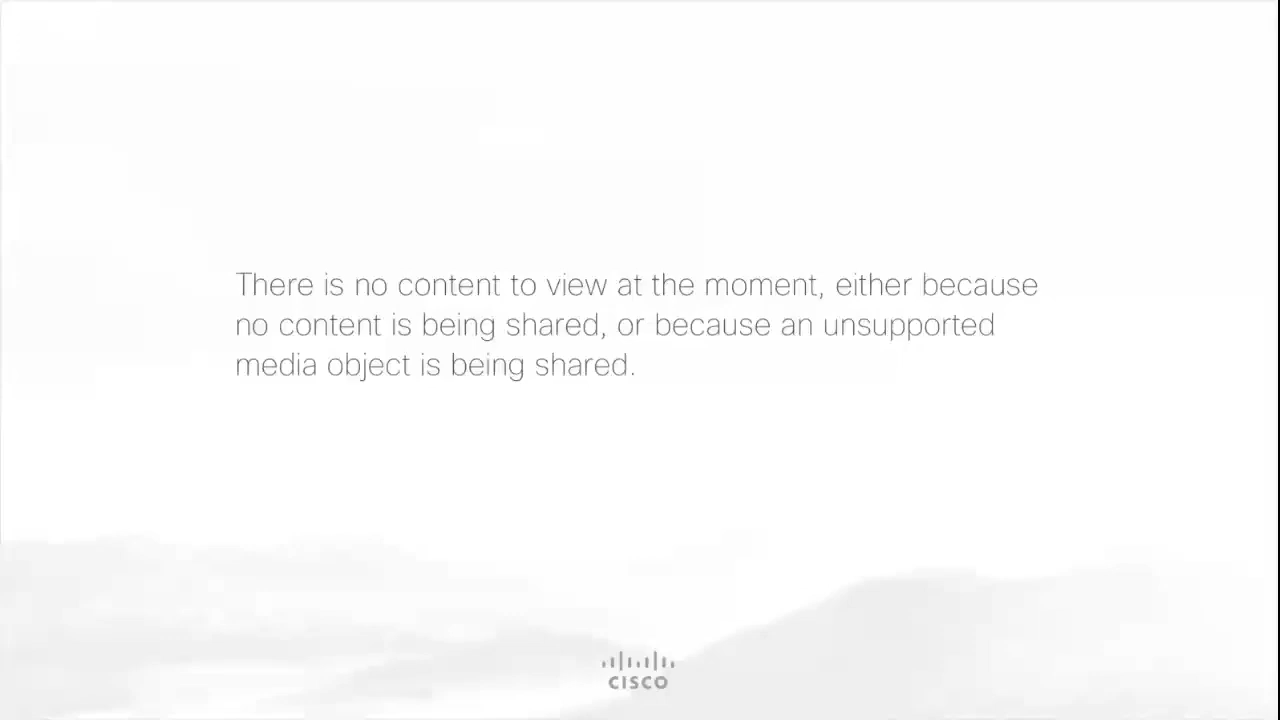 There is no content to view at the moment, either because
no content is being shared, or because an unsupported
media object is being shared.
CISCO